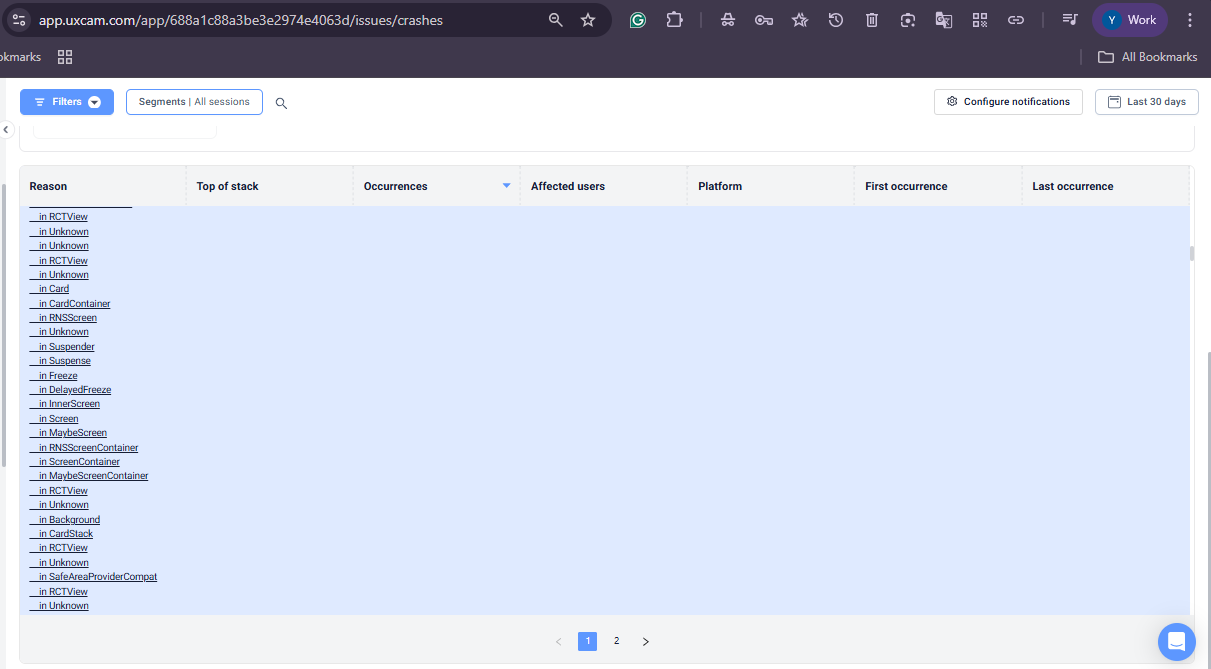 app.uxcam.com/app/688a1c88a3be3e2974e4063d/issues/crashes
Y Work
okmarks
All Bookmarks
Filters
Segments | All sessions
Configure notifications
Last 30 days
Reason Top of stack Occurrences Affected users Platform First occurrence Last occurrence
in RCTView
in Unknown
in Unknown
in RCTView
in Unknown
in Card
in CardContainer
in RNSScreen
in Unknown
in Suspender
in Suspense
in Freeze
in DelayedFreeze
in InnerScreen
in Screen
in MaybeScreen
in RNSScreenContainer
in ScreenContainer
in MaybeScreenContainer
in RCTView
in Unknown
in Background
in CardStack
in RCTView
in Unknown
in SafeAreaProviderCompat
in RCTView
in Unknown
< 1 2 >